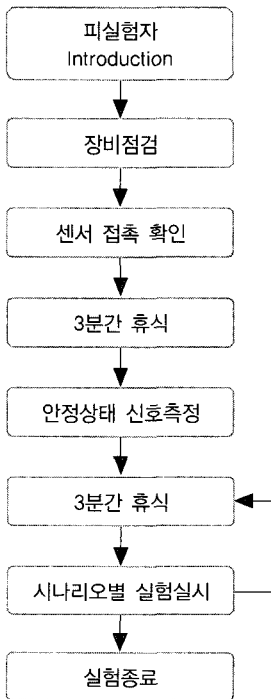 피실험자
Introduction
장비점검
센서 접촉 확인
3분간 휴식
안정상태 신호측정
3분간 휴식
시나리오별 실험실시
실험종료